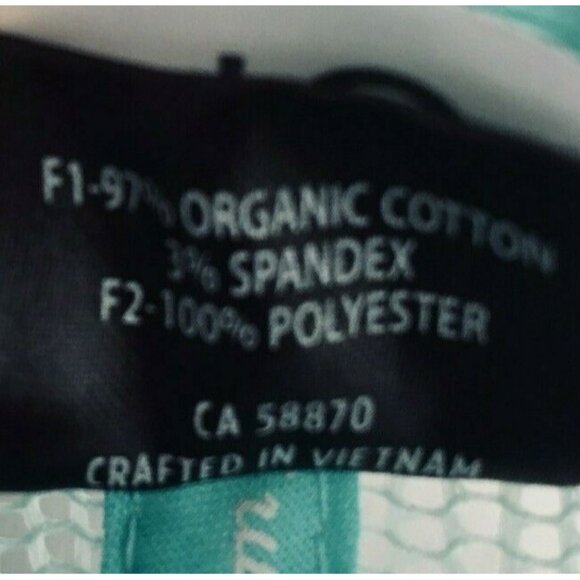 F1-97% ORGANIC COTTON
3% SPANDEX
F2-100% POLYESTER
CA 58870
CRAFTED IN VIETNAM